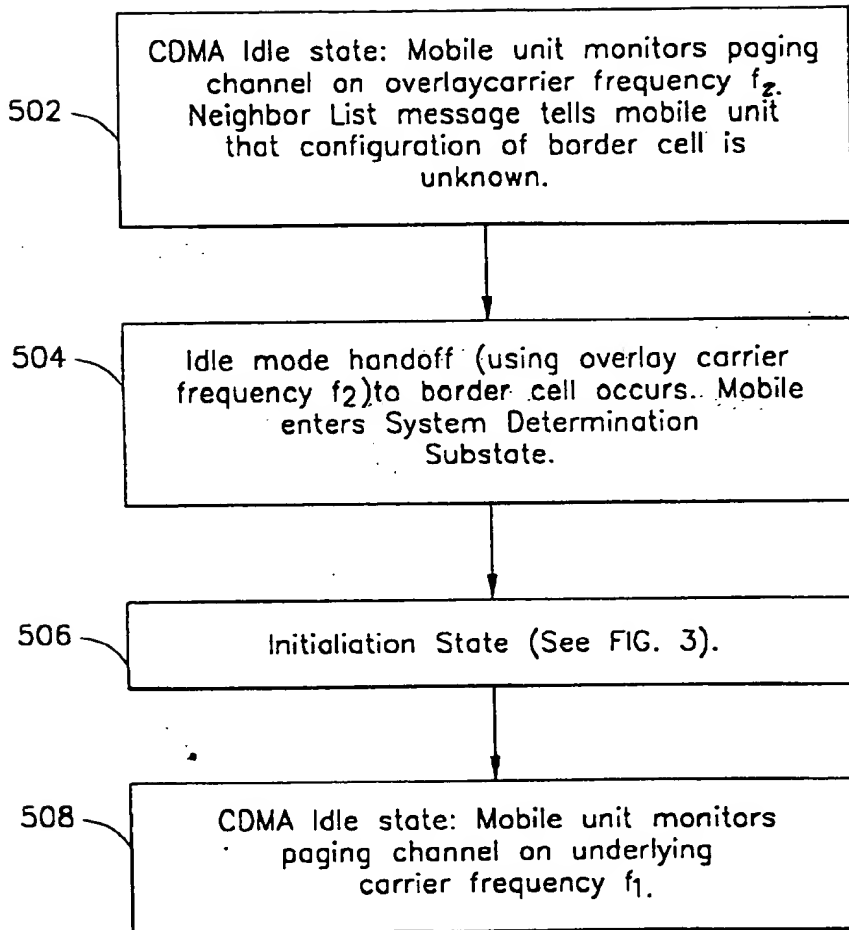 502
CDMA Idle state: Mobile unit monitors paging
channel on overlaycarrier frequency f2.
Neighbor List message tells mobile unit
that configuration of border cell is
unknown.
504
Idle mode handoff (using overlay carrier
frequency f2)to border cell occurs.. Mobile
enters System Determination
Substate.
506
Initialiation State (See FIG. 3).
508
CDMA Idle state: Mobile unit monitors
paging channel on underlying
carrier frequency f1.